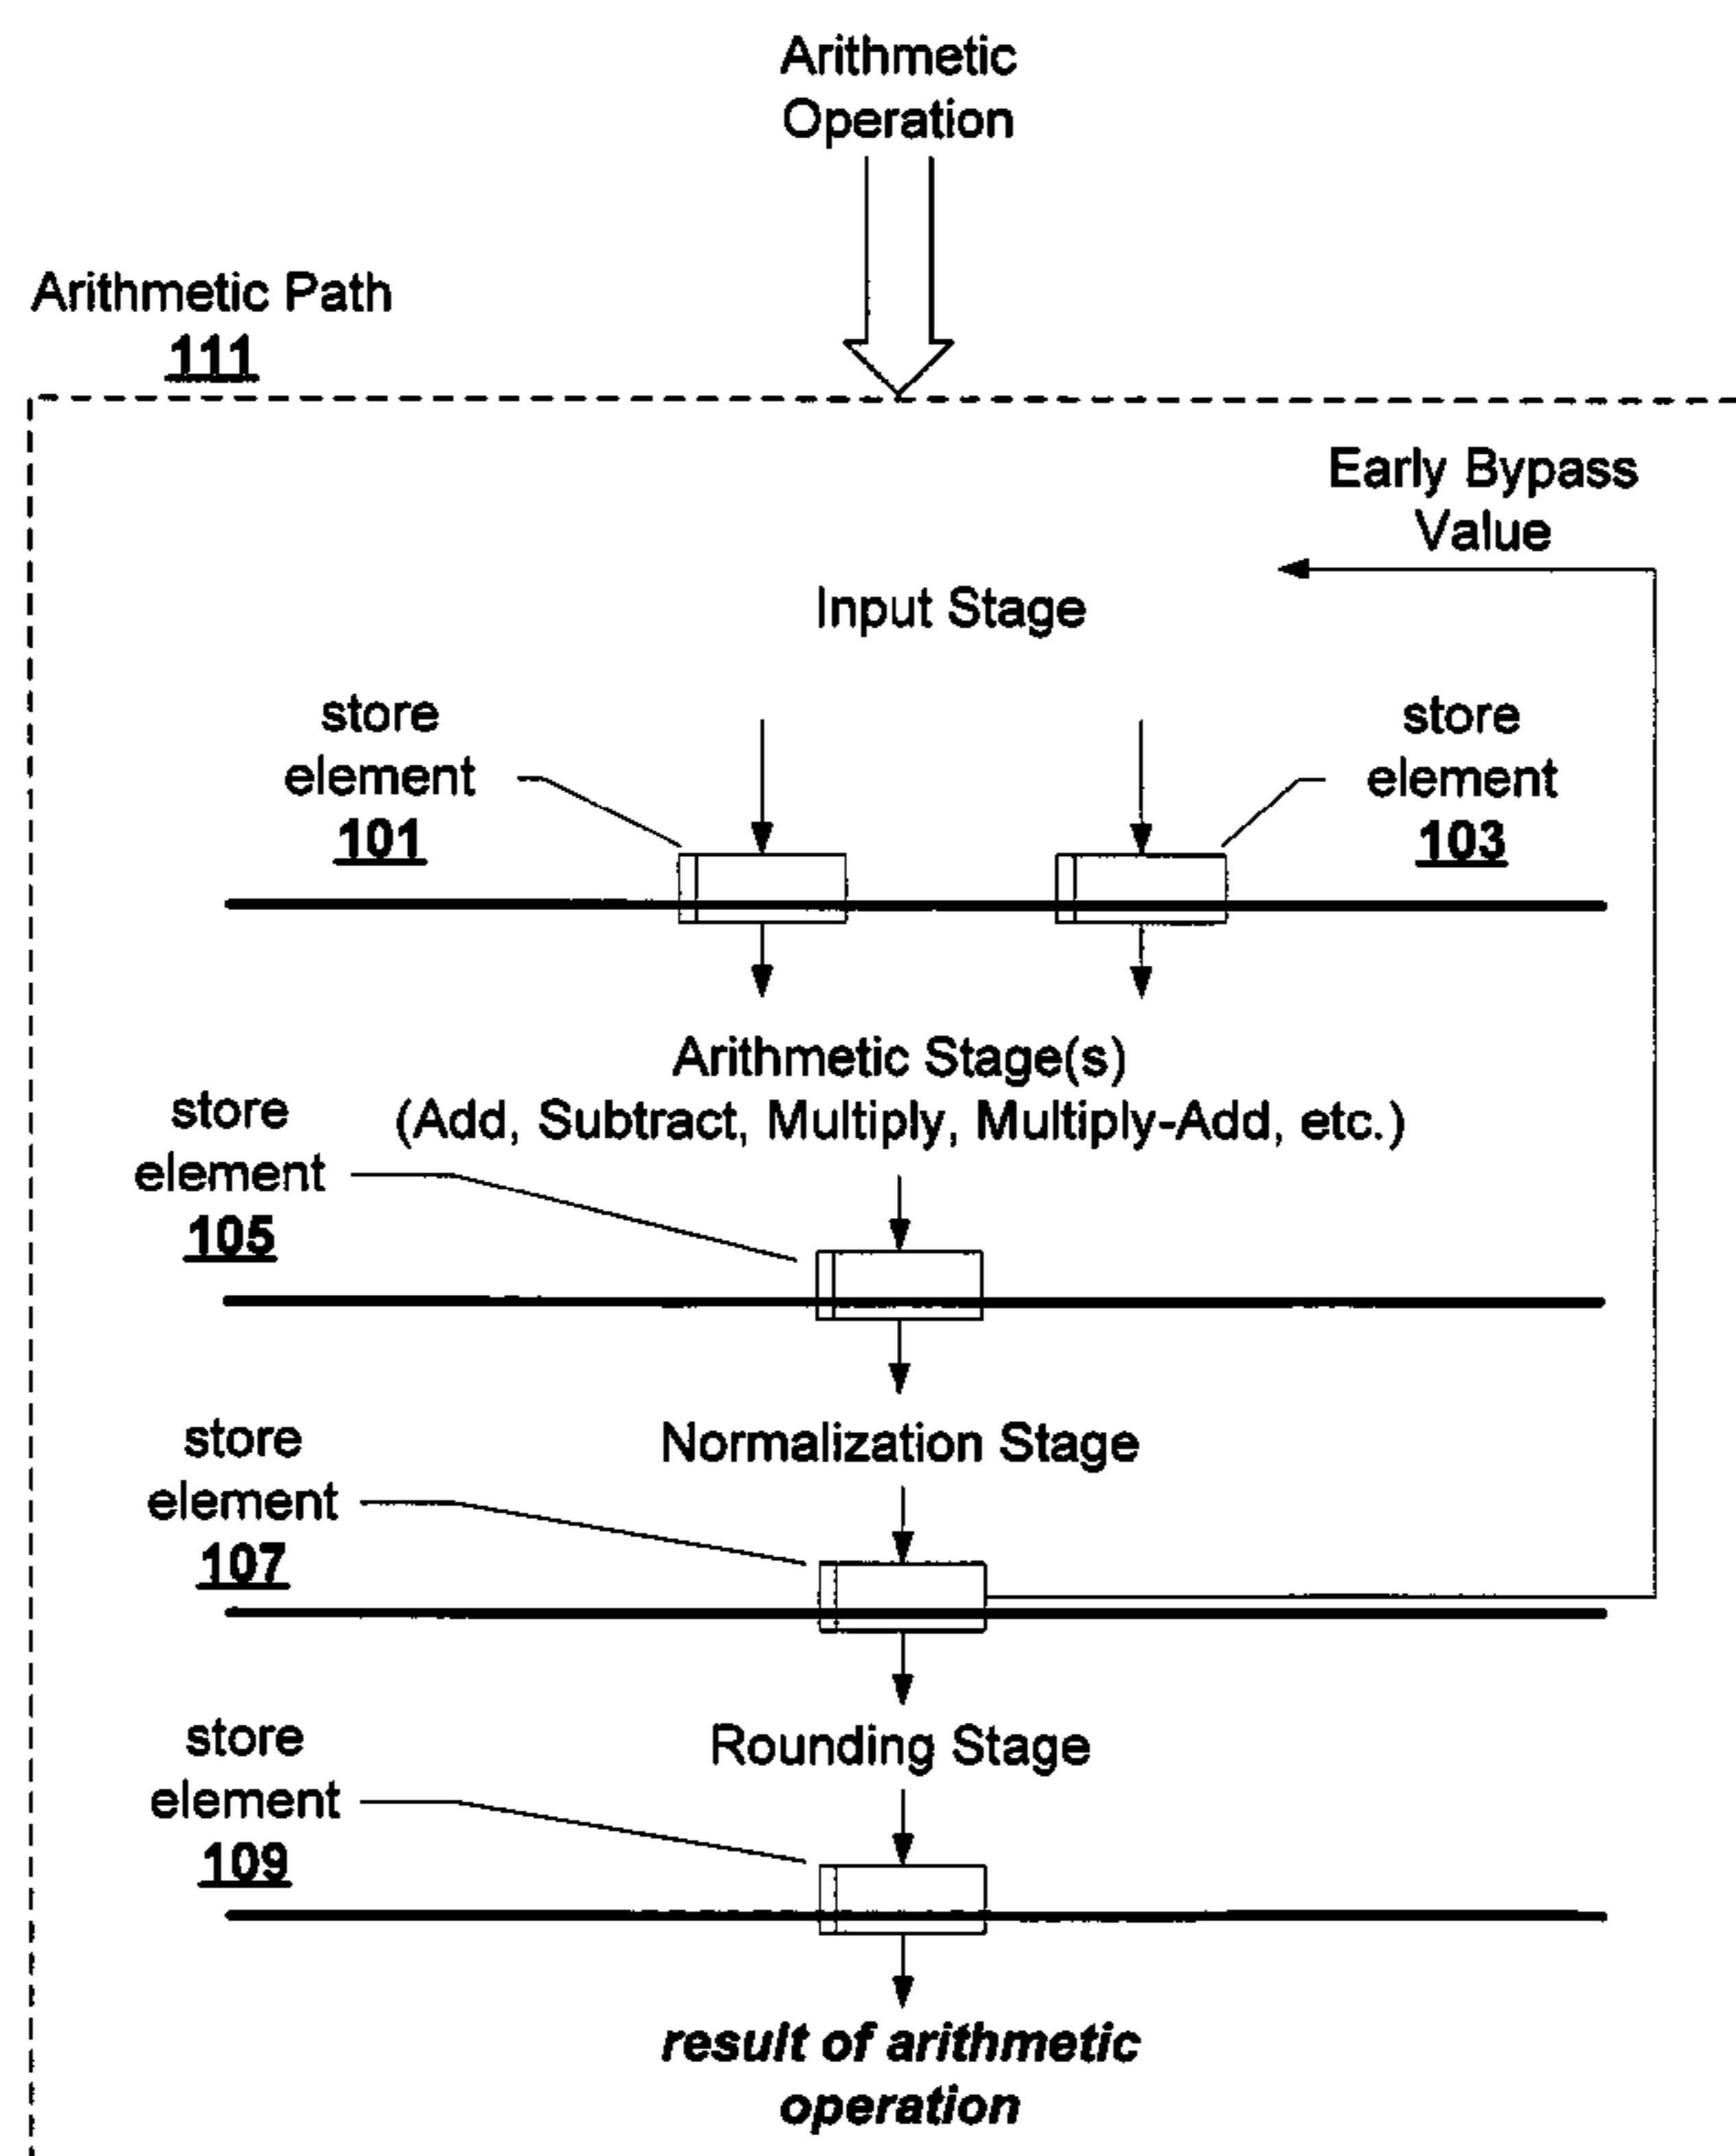 Arithmetic
Operation
Arithmetic Path
111
Early Bypass
Value
Input Stage
store
element
101
store
element
103
Arithmetic Stage(s)
(Add, Subtract, Multiply, Multiply-Add, etc.)
store
element
105
Normalization Stage
store
element
107
Rounding Stage
store
element
109
result of arithmetic
operation